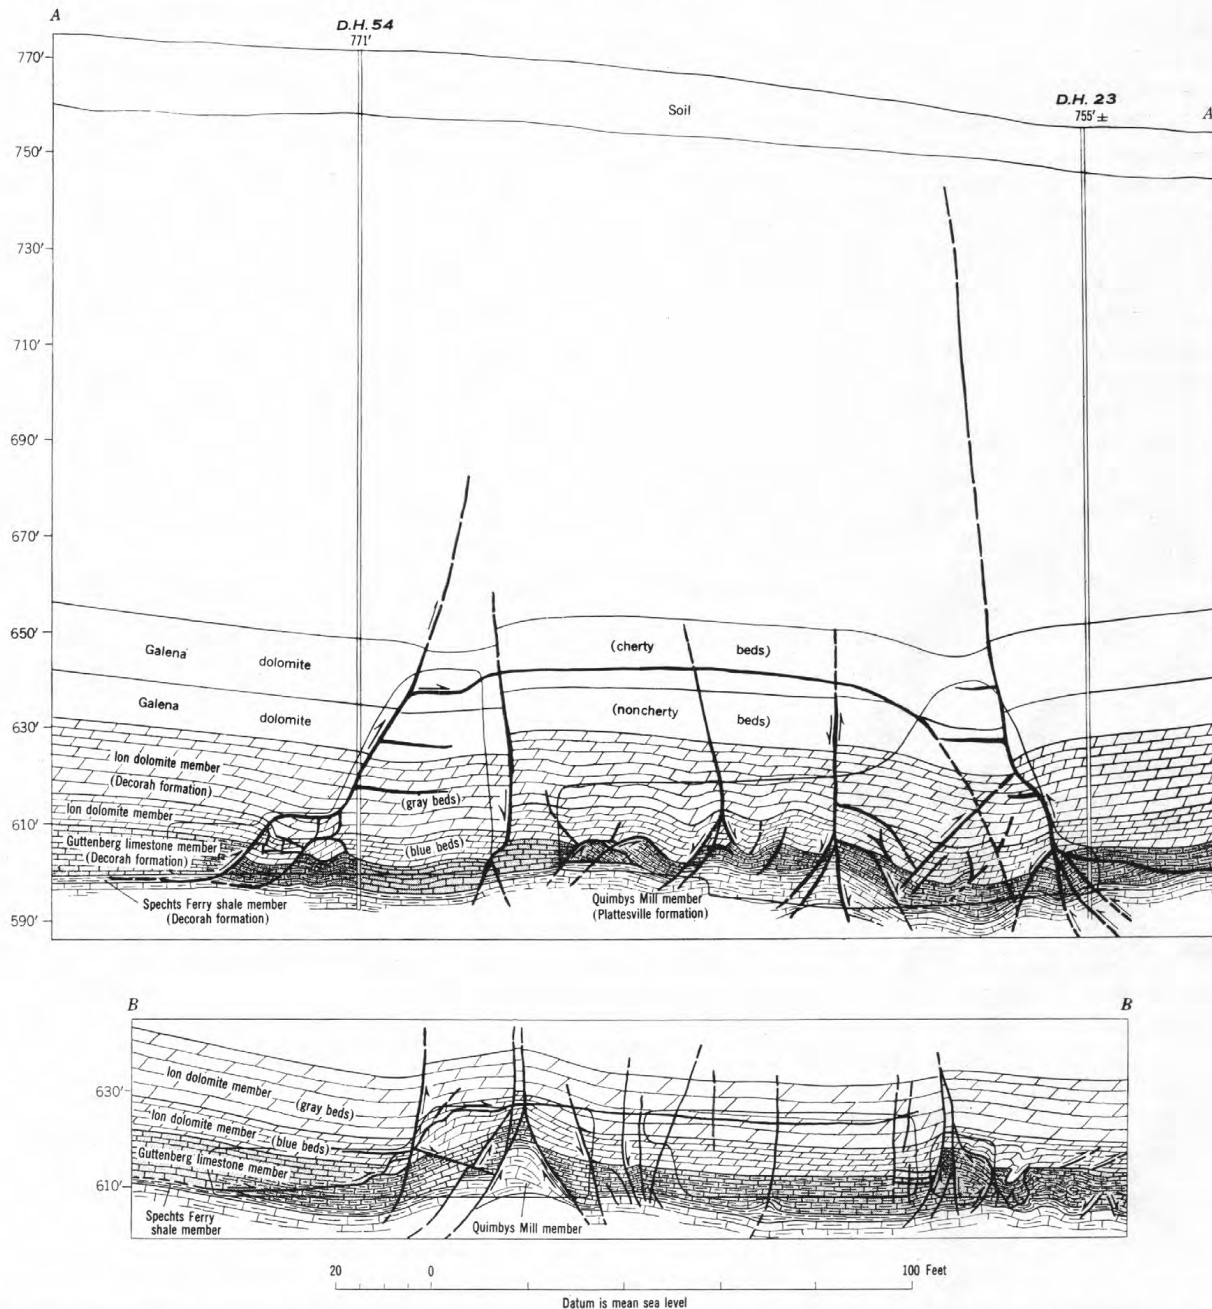 A
D.H. 54
771'
770'
Soil
D.H. 23
755' ±
A
750'
730'
710'
690'
670'
650'
Galena dolomite
(cherty beds)
Galena dolomite
(noncherty beds)
630'
Ion dolomite member
(Decorah formation)
(gray beds)
Ion dolomite member
610'
Guttenberg limestone member
(Decorah formation)
(blue beds)
Spechts Ferry shale member
(Decorah formation)
Quimbys Mill member
(Plattesville formation)
590'
B
B
630'
Ion dolomite member
(gray beds)
Ion dolomite member (blue beds)
Guttenberg limestone member
610'
Spechts Ferry
shale member
Quimbys Mill member
20
0
100 Feet
Datum is mean sea level